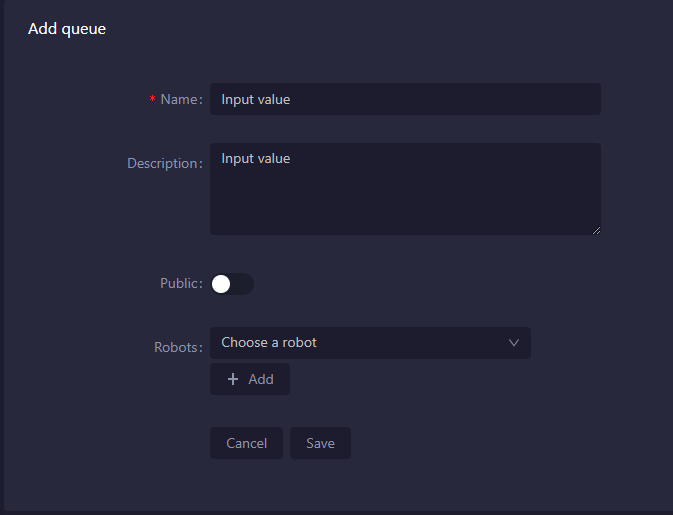 Add queue
* Name: Input value
Description: Input value
Public:
Robots: Choose a robot
+ Add
Cancel Save